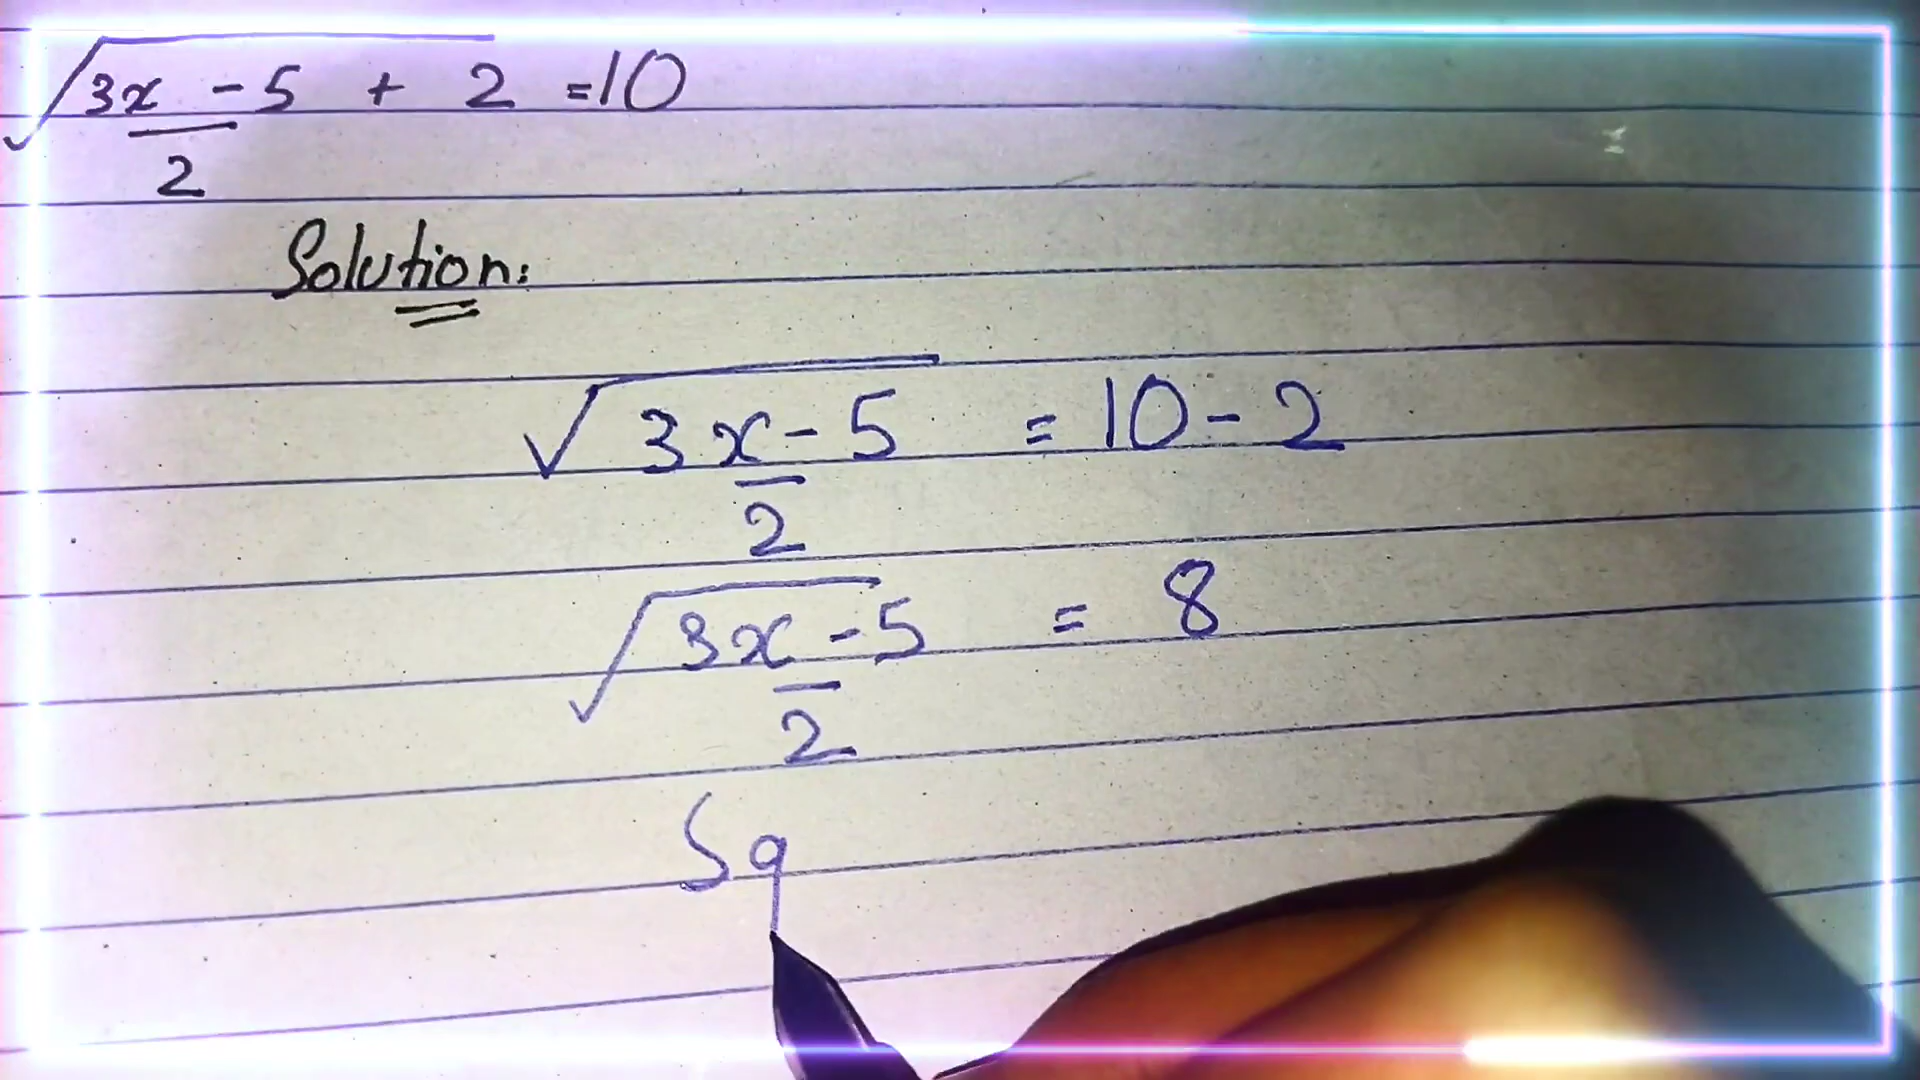 √3x - 5 + 2 = 10
2
Solution:
√3x - 5 = 10 - 2
2
√3x - 5 = 8
2
Sq